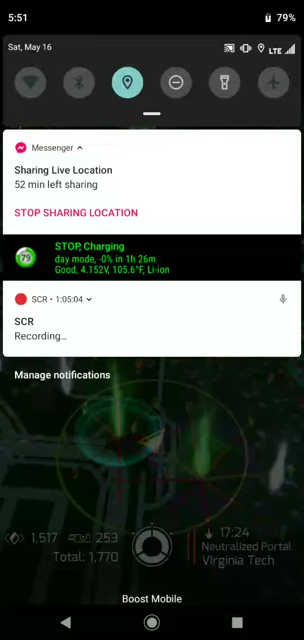 5:51
79%
Sat, May 16
LTE
Messenger
Sharing Live Location
52 min left sharing
STOP SHARING LOCATION
79
STOP, Charging
day mode, -0% in 1h 26m
Good, 4.152V, 105.6°F, Li-ion
SCR • 1:05:04
SCR
Recording…
Manage notifications
1,517
253
17:24
Neutralized Portal
Total: 1,770
Virginia Tech
Boost Mobile